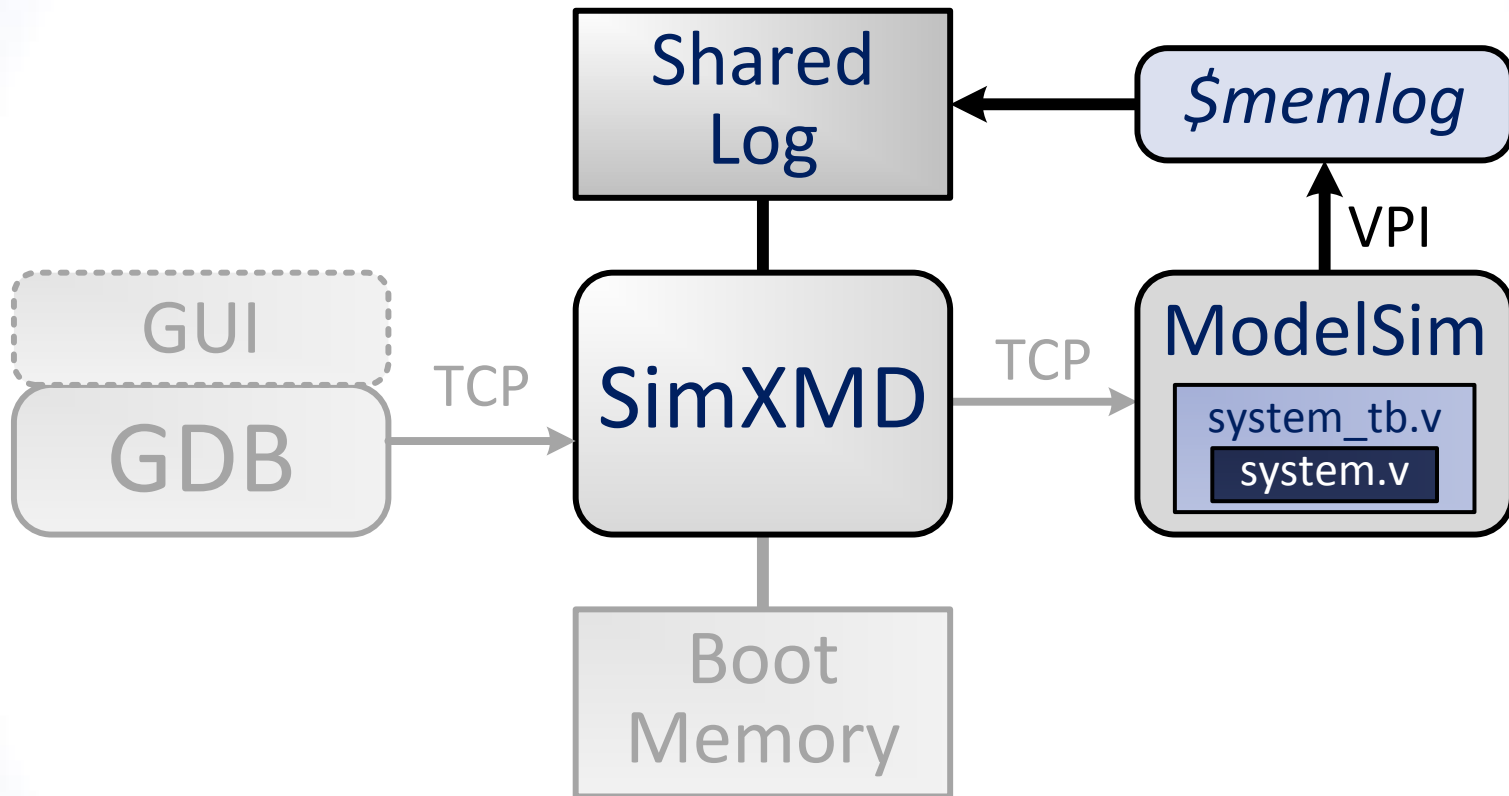 Shared
Log
$memlog
VPI
GUI
GDB
TCP
SimXMD
TCP
ModelSim
system_tb.v
system.v
Boot
Memory